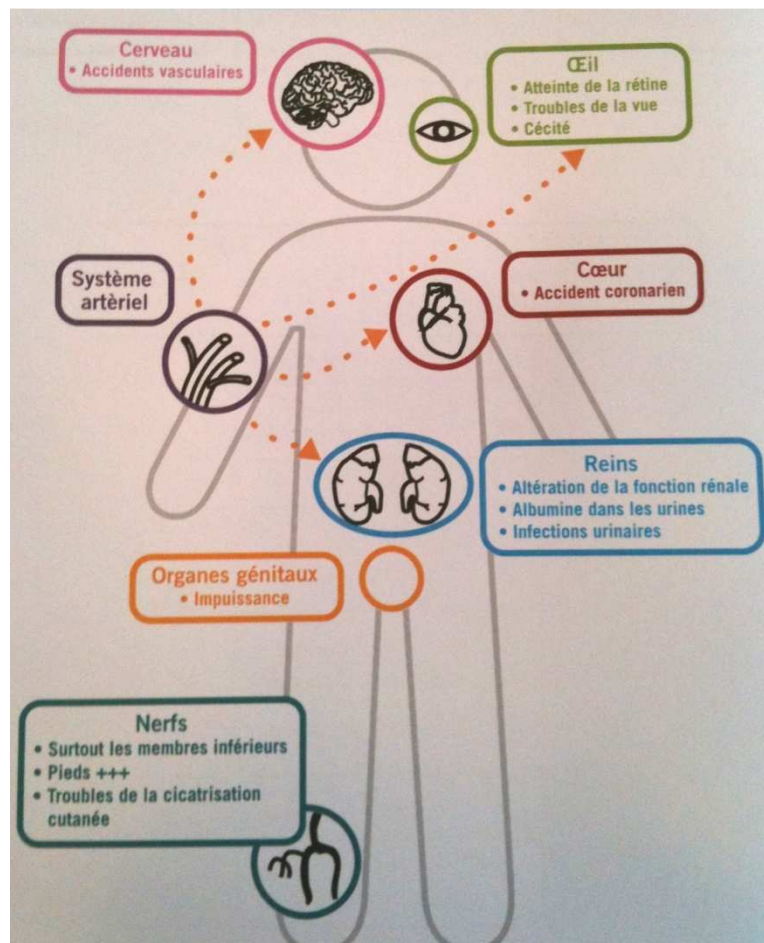 Cerveau
• Accidents vasculaires
Œil
• Atteinte de la rétine
• Troubles de la vue
• Cécité
Système
artèriel
Cœur
• Accident coronarien
Reins
• Altération de la fonction rénale
• Albumine dans les urines
• Infections urinaires
Organes génitaux
• Impuissance
Nerfs
• Surtout les membres inférieurs
• Pieds +++
• Troubles de la cicatrisation
cutanée